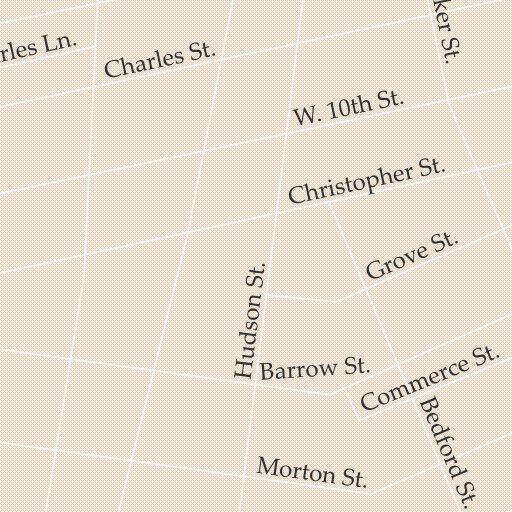 ker St.
rles Ln.
Charles St.
W. 10th St.
Christopher St.
Grove St.
Hudson St.
Barrow St.
Commerce St.
Bedford St.
Morton St.